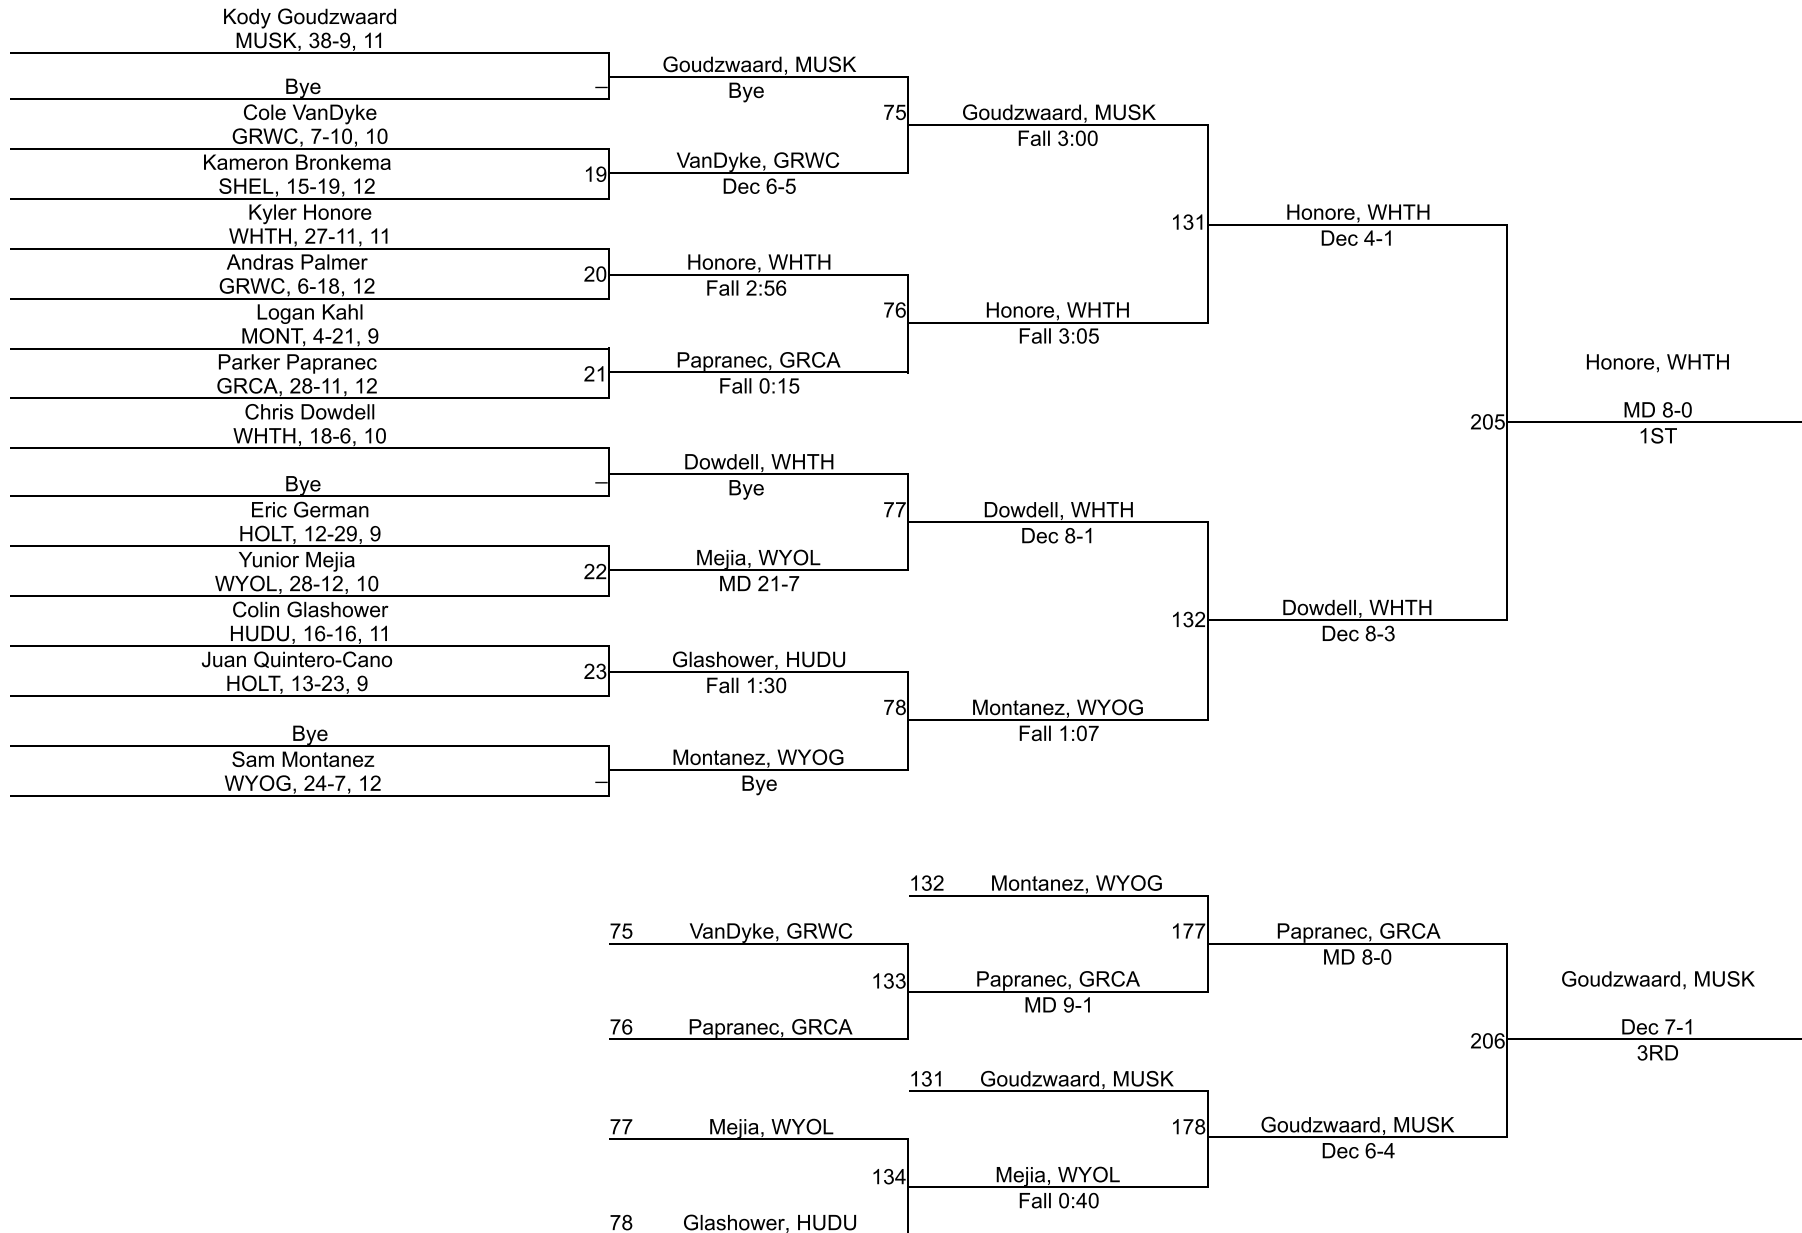 Kody Goudzwaard
MUSK, 38-9, 11
Bye
–
Cole VanDyke
GRWC, 7-10, 10
Kameron Bronkema
SHEL, 15-19, 12
19
Kyler Honore
WHTH, 27-11, 11
Andras Palmer
GRWC, 6-18, 12
20
Logan Kahl
MONT, 4-21, 9
Parker Papranec
GRCA, 28-11, 12
21
Chris Dowdell
WHTH, 18-6, 10
Bye
–
Eric German
HOLT, 12-29, 9
Yunior Mejia
WYOL, 28-12, 10
22
Colin Glashower
HUDU, 16-16, 11
Juan Quintero-Cano
HOLT, 13-23, 9
23
Bye
Sam Montanez
WYOG, 24-7, 12
–
Goudzwaard, MUSK
Bye
75
VanDyke, GRWC
Dec 6-5
Honore, WHTH
Fall 2:56
76
Papranec, GRCA
Fall 0:15
Dowdell, WHTH
Bye
77
Mejia, WYOL
MD 21-7
Glashower, HUDU
Fall 1:30
78
Montanez, WYOG
Bye
Goudzwaard, MUSK
Fall 3:00
131
Honore, WHTH
Fall 3:05
Dowdell, WHTH
Dec 8-1
132
Montanez, WYOG
Fall 1:07
Honore, WHTH
Dec 4-1
205
Dowdell, WHTH
Dec 8-3
Honore, WHTH
MD 8-0
1ST
132 Montanez, WYOG
75 VanDyke, GRWC
177
133
Papranec, GRCA
MD 9-1
76 Papranec, GRCA
Papranec, GRCA
MD 8-0
131 Goudzwaard, MUSK
77 Mejia, WYOL
178
134
Mejia, WYOL
Fall 0:40
78 Glashower, HUDU
Goudzwaard, MUSK
Dec 6-4
206
Goudzwaard, MUSK
Dec 7-1
3RD